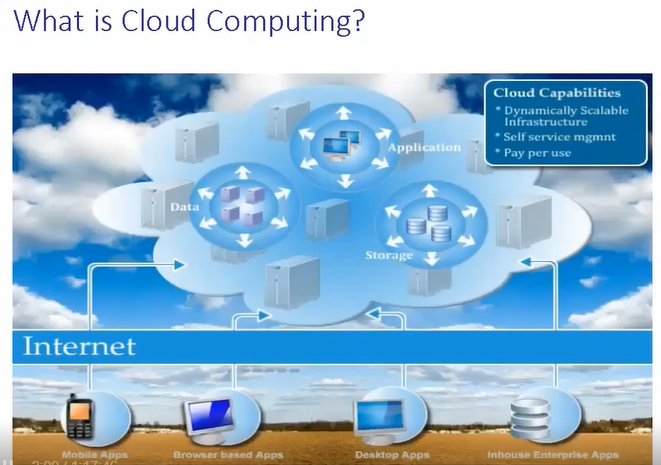 What is Cloud Computing?
Cloud Capabilities
* Dynamically Scalable
Infrastructure
* Self service mgmnt
* Pay per use
Application
Data
Storage
Internet
Mobile Apps
Browser based Apps
Desktop Apps
Inhouse Enterprise Apps